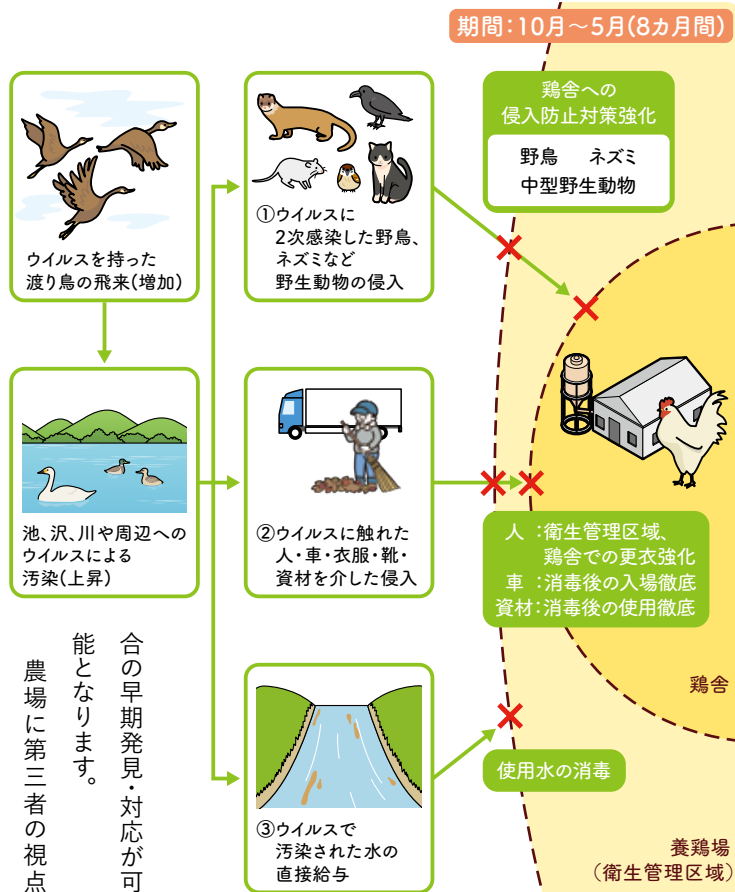 期間:10月～5月(8カ月間)
ウイルスを持った
渡り鳥の飛来(増加)
池、沢、川や周辺への
ウイルスによる
汚染(上昇)
①ウイルスに
2次感染した野鳥、
ネズミなど
野生動物の侵入
②ウイルスに触れた
人・車・衣服・靴・
資材を介した侵入
③ウイルスで
汚染された水の
直接給与
鶏舎への
侵入防止対策強化
野鳥 ネズミ
中型野生動物
人 :衛生管理区域、
鶏舎での更衣強化
車 :消毒後の入場徹底
資材:消毒後の使用徹底
鶏舎
使用水の消毒
養鶏場
(衛生管理区域)
合の早期発見・対応が可
能となります。
農場に第三者の視点